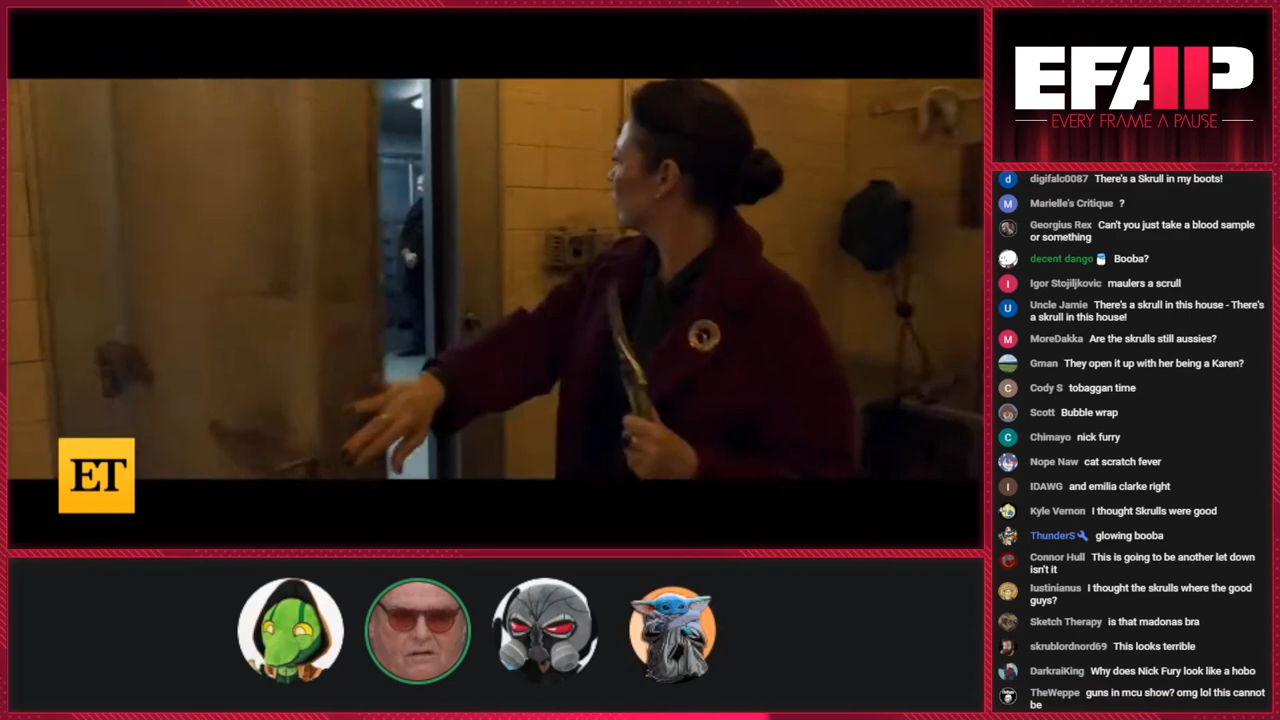 ET
EFAP
EVERY FRAME A PAUSE
d digifalc0087 There's a Skrull in my boots!
M Marielle's Critique ?
Georgius Rex Can't you just take a blood sample
or something
decent dango Booba?
I Igor Stojiljkovic maulers a scrull
U Uncle Jamie There's a skrull in this house - There's
a skrull in this house!
M MoreDakka Are the skrulls still aussies?
Gman They open it up with her being a Karen?
C Cody S tobaggan time
Scott Bubble wrap
C Chimayo nick furry
Nope Naw cat scratch fever
I IDAWG and emilia clarke right
Kyle Vernon I thought Skrulls were good
ThunderS glowing booba
Connor Hull This is going to be another let down
isn't it
Iustinianus I thought the skrulls where the good
guys?
Sketch Therapy is that madonas bra
skrublordnord69 This looks terrible
DarkraiKing Why does Nick Fury look like a hobo
TheWeppe guns in mcu show? omg lol this cannot
be